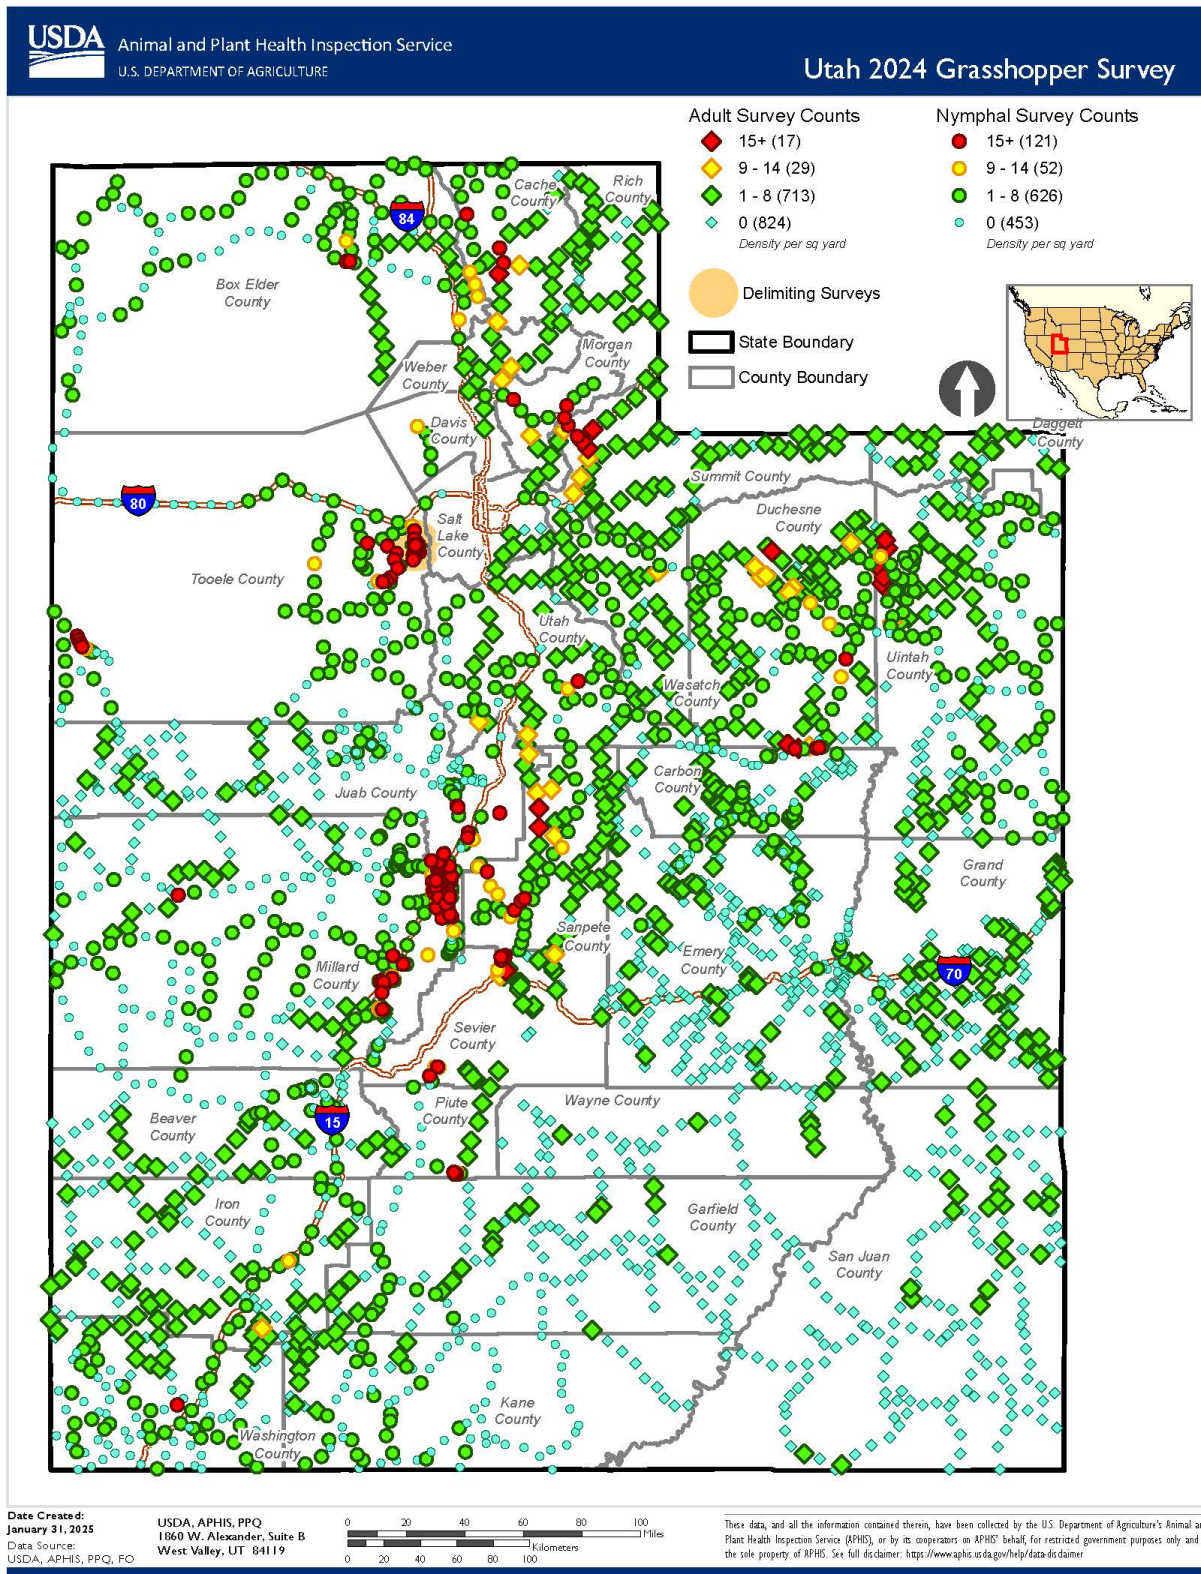 USDA
Animal and Plant Health Inspection Service
U.S. DEPARTMENT OF AGRICULTURE
Utah 2024 Grasshopper Survey
Adult Survey Counts
15+ (17)
9 - 14 (29)
1 - 8 (713)
0 (824)
Density per sq yard
Nymphal Survey Counts
15+ (121)
9 - 14 (52)
1 - 8 (626)
0 (453)
Density per sq yard
Delimiting Surveys
State Boundary
County Boundary
Cache
County
Rich
County
84
Box Elder
County
Morgan
County
Weber
County
Davis
County
Daggett
County
Summit County
80
Salt
Lake
County
Duchesne
County
Tooele County
Utah
County
Uintah
County
Wasatch
County
Juab County
Carbon
County
Grand
County
Sanpete
County
Emery
County
Millard
County
70
Sevier
County
Piute
County
Wayne County
Beaver
County
15
Iron
County
Garfield
County
San Juan
County
Kane
County
Washington
County
Date Created:
January 31, 2025
Data Source:
USDA, APHIS, PPQ, FO
USDA, APHIS, PPQ
1860 W. Alexander, Suite B
West Valley, UT 84119
0 20 40 60 80 100
Miles
Kilometers
0 20 40 60 80 100
These data, and all the information contained therein, have been collected by the U.S. Department of Agriculture's Animal a
Plant Health Inspection Service (APHIS), or by its cooperators on APHIS' behalf, for restricted government purposes only and
the sole property of APHIS. See full disclaimer: https://www.aphis.usda.gov/help/data-disclaimer